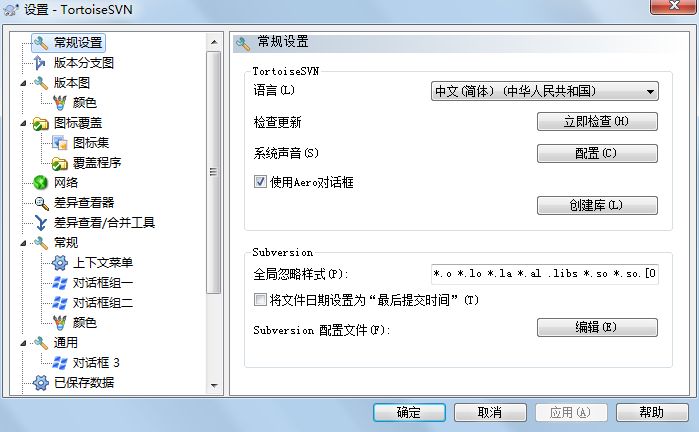 设置 - TortoiseSVN
常规设置
版本分支图
版本图
颜色
图标覆盖
图标集
覆盖程序
网络
差异查看器
差异查看/合并工具
常规
上下文菜单
对话框组一
对话框组二
颜色
通用
对话框 3
已保存数据
常规设置
TortoiseSVN
语言(L)
中文(简体) (中华人民共和国)
检查更新
立即检查(H)
系统声音(S)
配置(C)
使用Aero对话框
创建库(L)
Subversion
全局忽略样式(P):
*.o *.lo *.la *.al .libs *.so *.so.[0
将文件日期设置为“最后提交时间”(T)
Subversion 配置文件(F):
编辑(E)
确定
取消
应用(A)
帮助